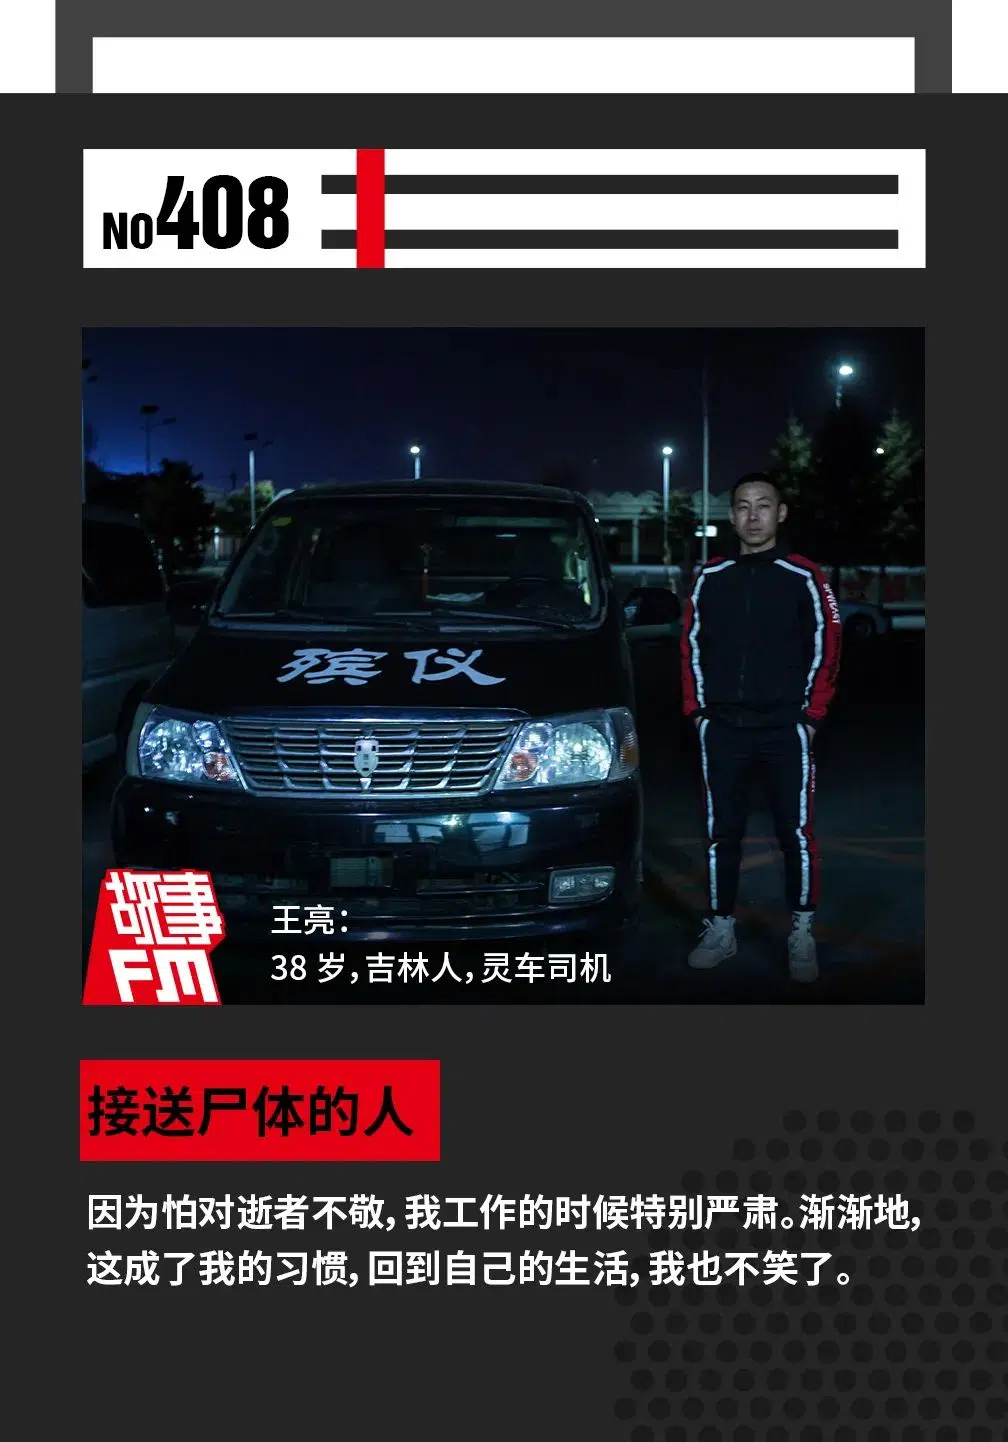 NO408
殡仪
故事
FM
王亮：
38 岁，吉林人，灵车司机
接送尸体的人
因为怕对逝者不敬，我工作的时候特别严肃。渐渐地，
这成了我的习惯，回到自己的生活，我也不笑了。